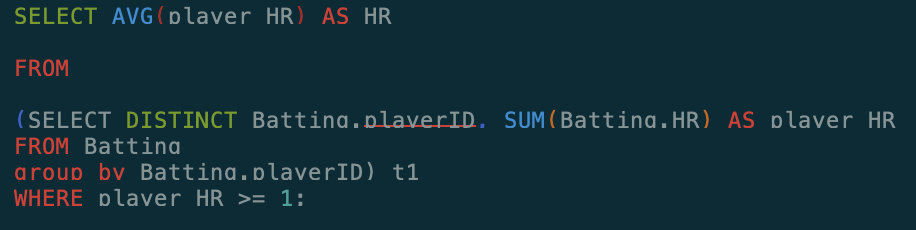 SELECT AVG(player_HR) AS HR
FROM
(SELECT DISTINCT Batting.playerID, SUM(Batting.HR) AS player_HR
FROM Batting
group by Batting.playerID) t1
WHERE player_HR >= 1;